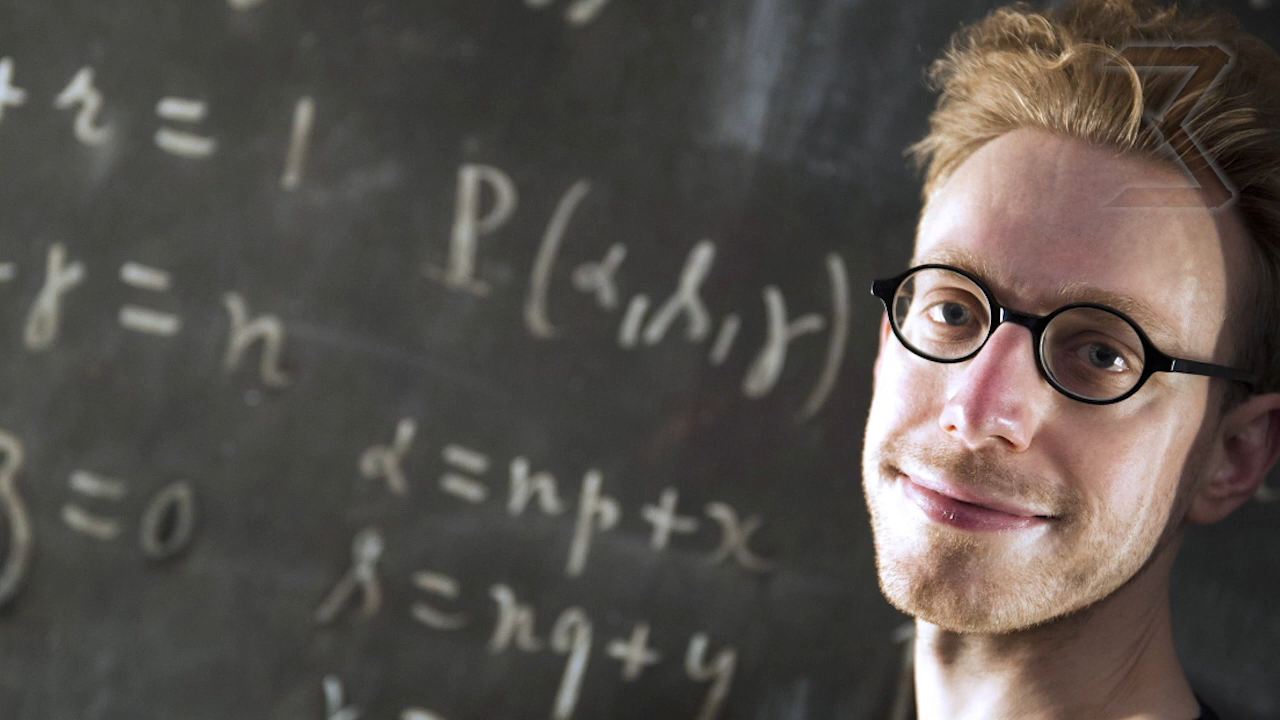 + r = 1
P(α, λ, γ)
γ = n
} = 0
α = np + x
λ = nq + y